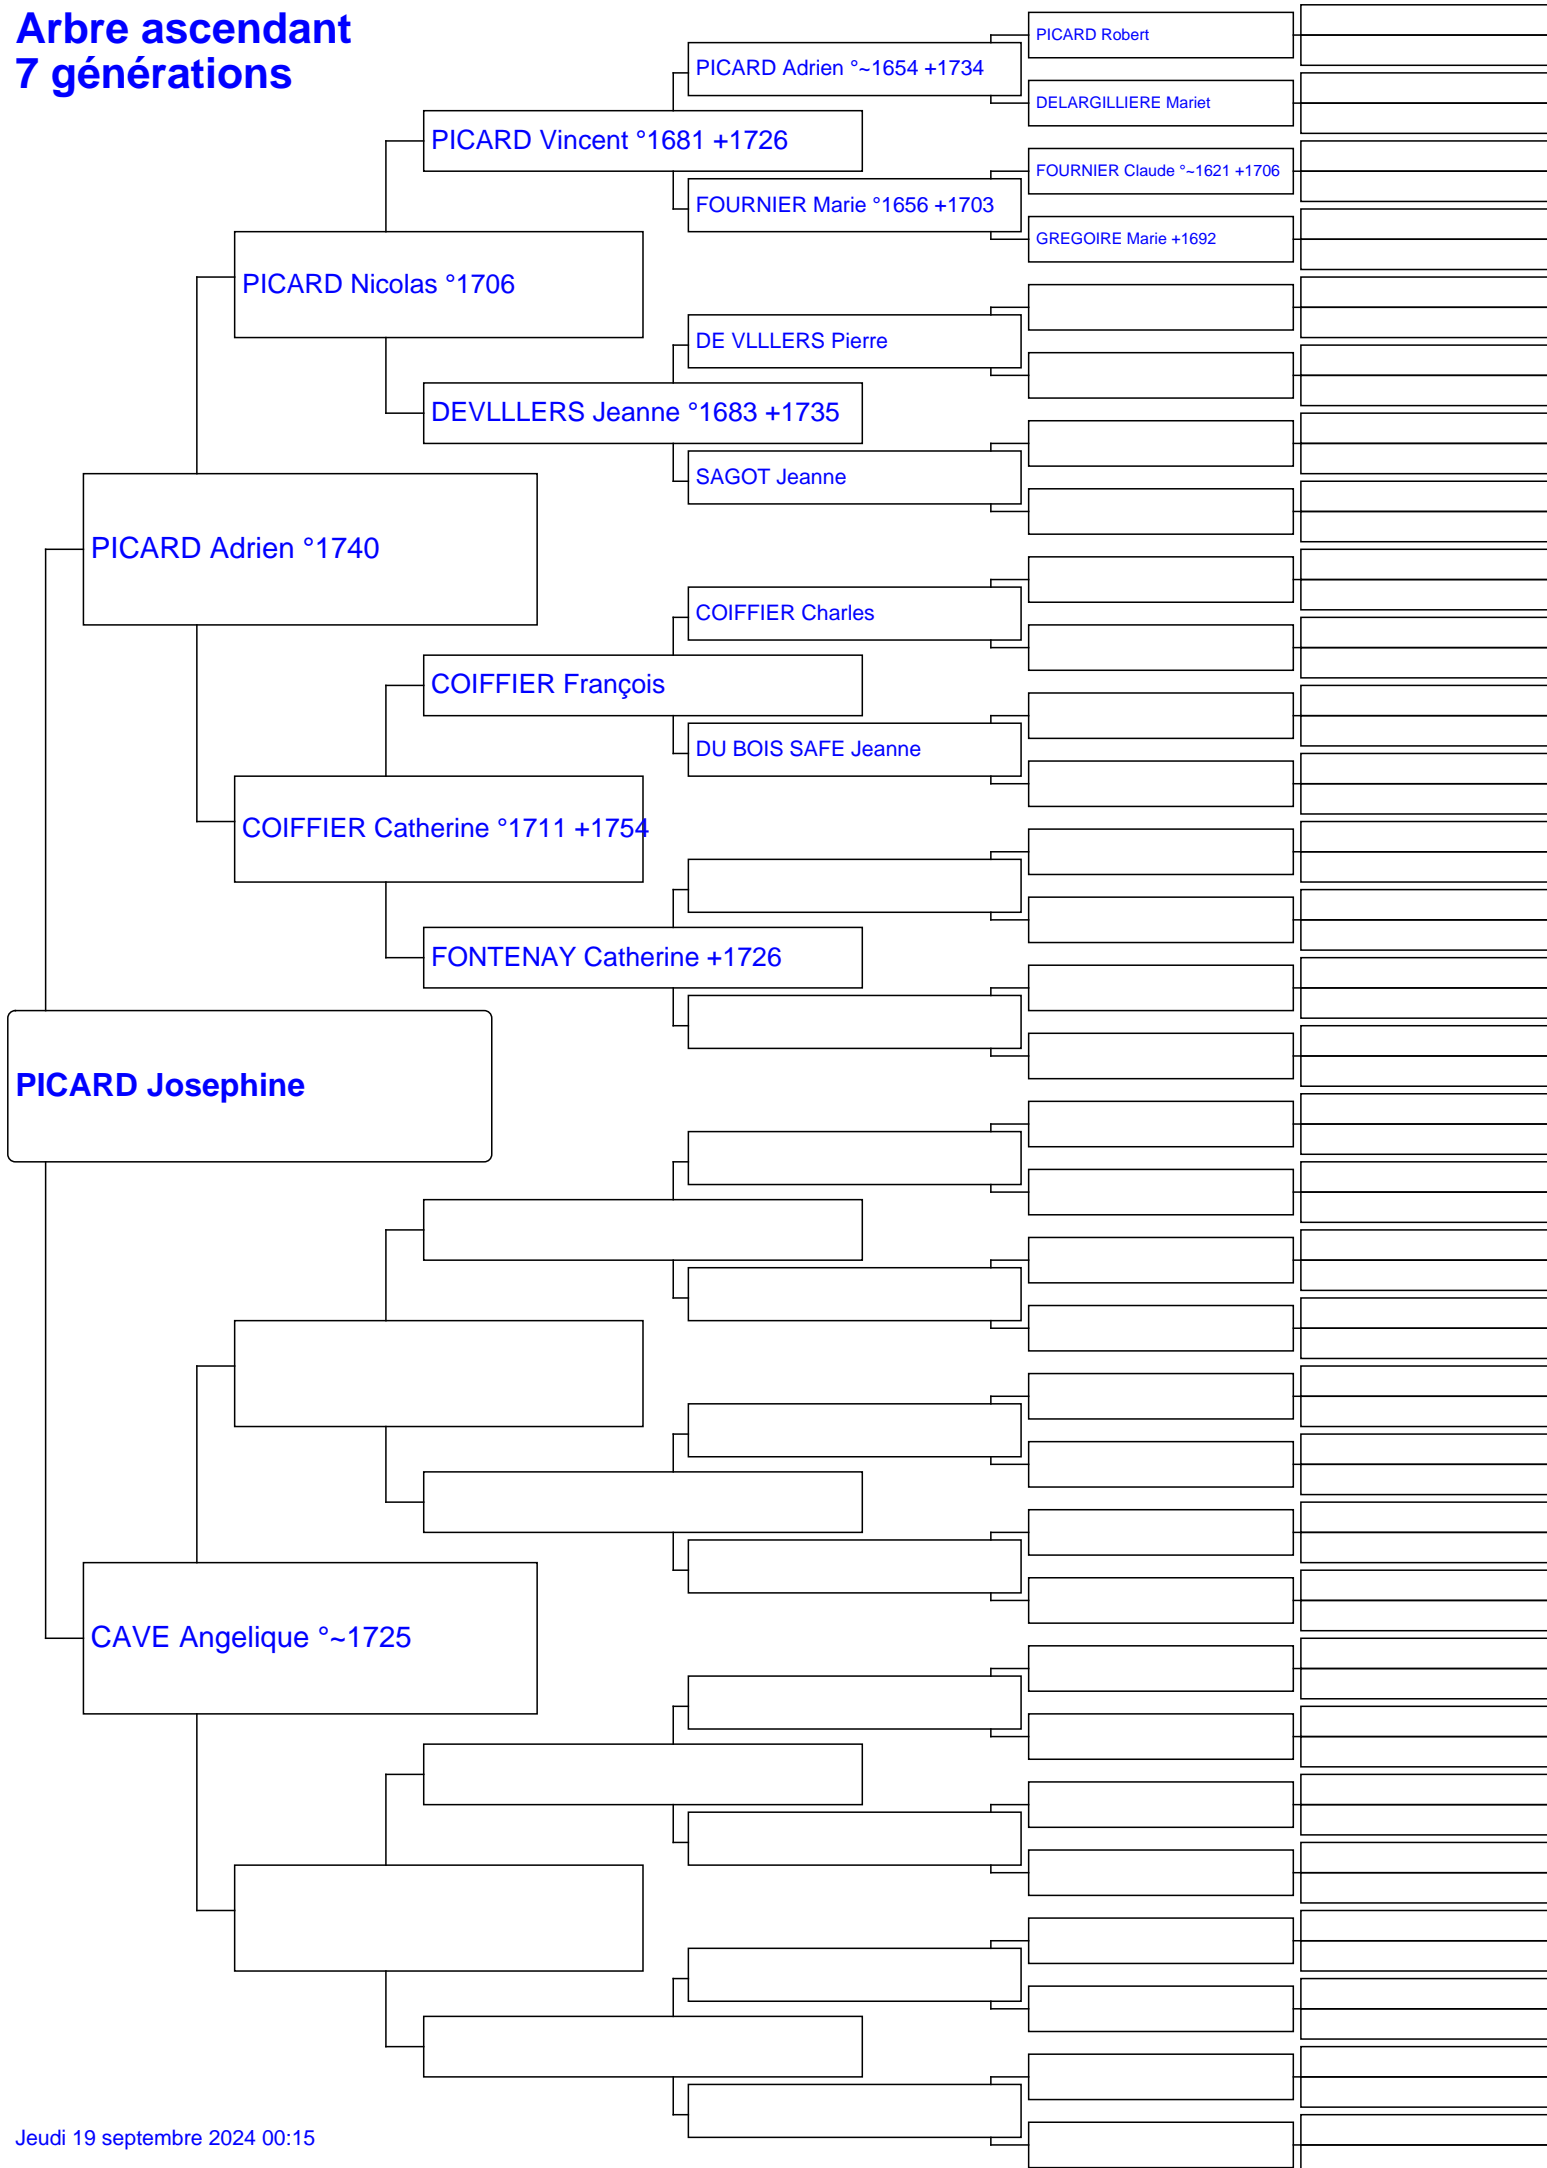 Arbre ascendant
7 générations
PICARD Robert
PICARD Adrien °~1654 +1734
DELARGILLIERE Mariet
PICARD Vincent °1681 +1726
FOURNIER Claude °~1621 +1706
FOURNIER Marie °1656 +1703
GREGOIRE Marie +1692
PICARD Nicolas °1706
DE VLLLERS Pierre
DEVLLLERS Jeanne °1683 +1735
SAGOT Jeanne
PICARD Adrien °1740
COIFFIER Charles
COIFFIER François
DU BOIS SAFE Jeanne
COIFFIER Catherine °1711 +1754
FONTENAY Catherine +1726
PICARD Josephine
CAVE Angelique °~1725
Jeudi 19 septembre 2024 00:15